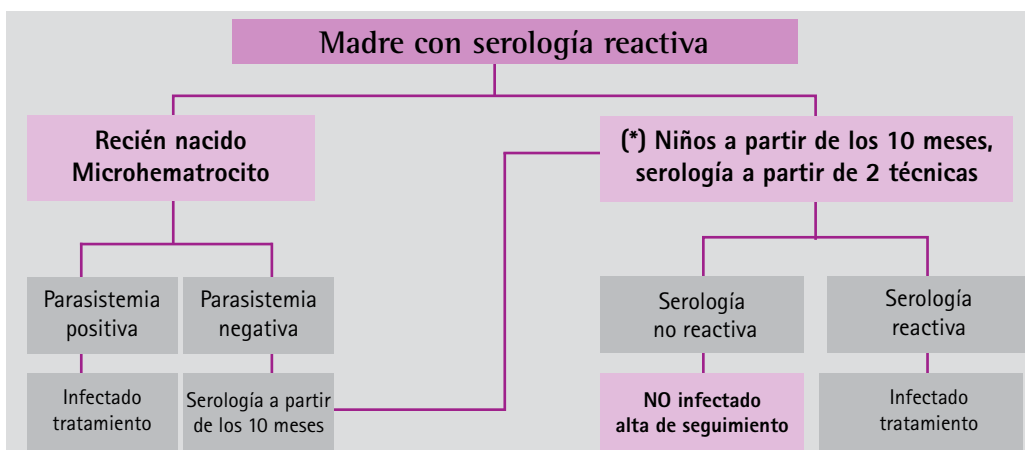 Madre con serología reactiva
Recién nacido
Microhematrocito
(*) Niños a partir de los 10 meses,
serología a partir de 2 técnicas
Parasistemia
positiva
Parasistemia
negativa
Serología
no reactiva
Serología
reactiva
Infectado
tratamiento
Serología a partir
de los 10 meses
NO infectado
alta de seguimiento
Infectado
tratamiento